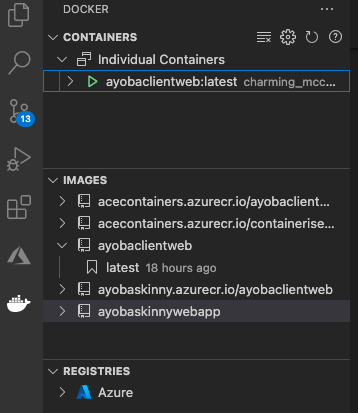 DOCKER
CONTAINERS
Individual Containers
ayobaclientweb:latest charming_mcc...
IMAGES
acecontainers.azurecr.io/ayobaclient...
acecontainers.azurecr.io/containerise...
ayobaclientweb
latest 18 hours ago
ayobaskinny.azurecr.io/ayobaclientweb
ayobaskinnywebapp
REGISTRIES
Azure
13